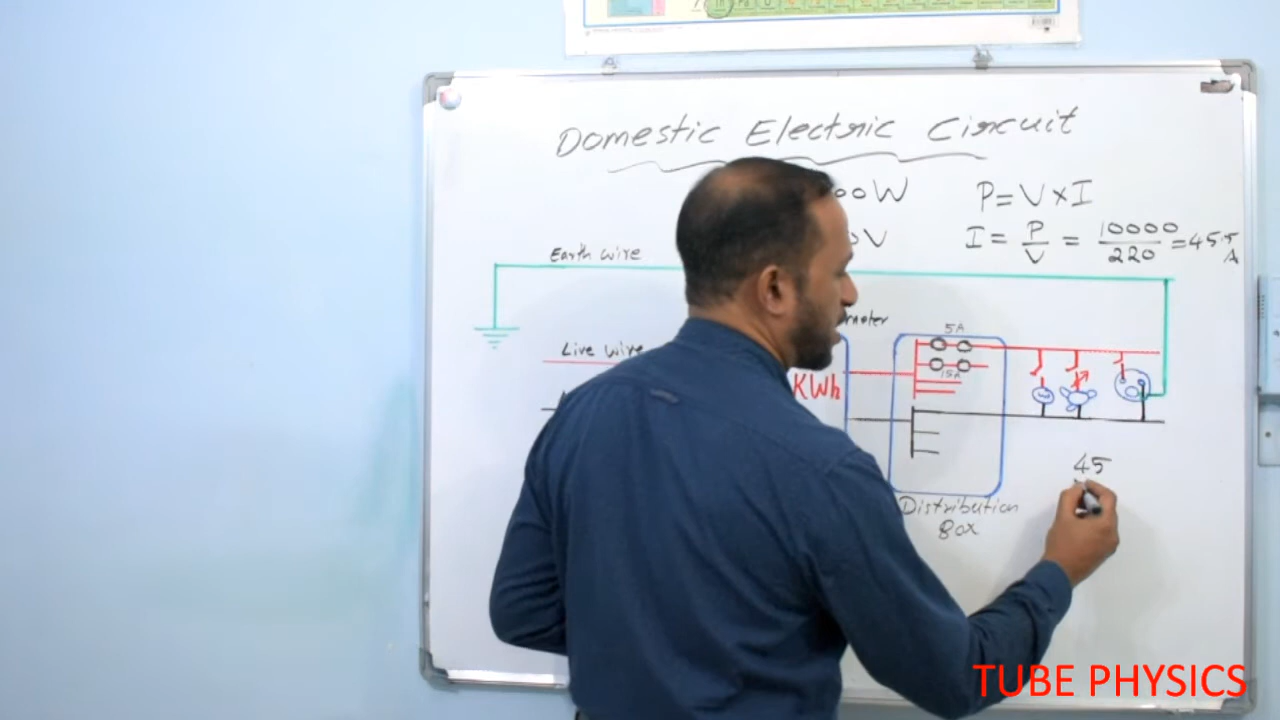 Domestic Electric Circuit
00W
P = V × I
V
I = P/V = 10000/220 = 45.5 A
Earth wire
5A
Live wire
15A
KWh
45
Distribution
Box
TUBE PHYSICS